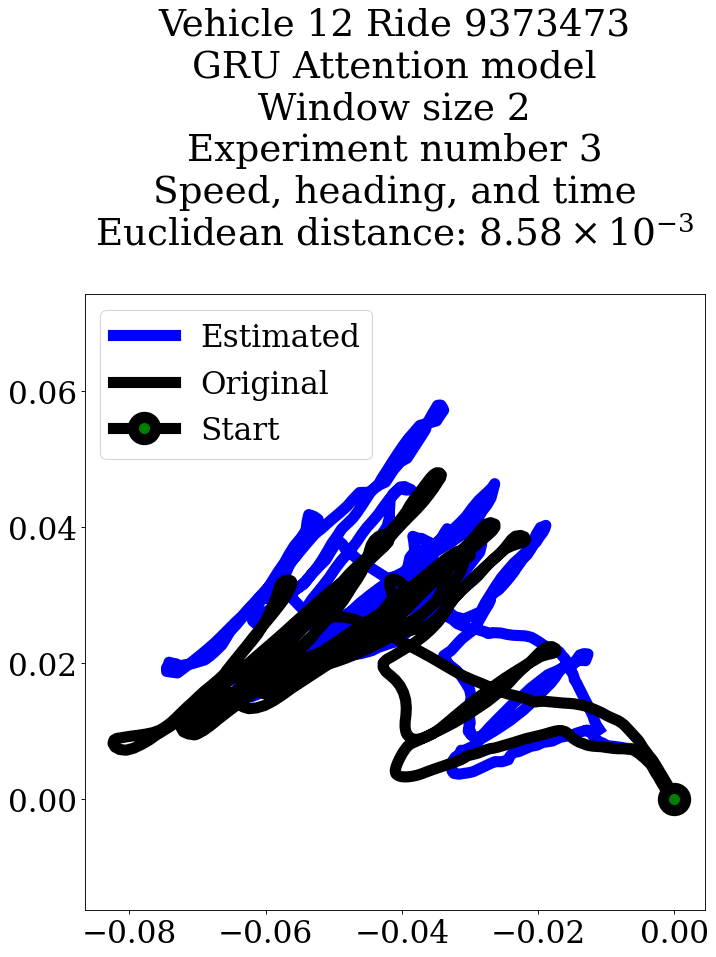 Vehicle 12 Ride 9373473
GRU Attention model
Window size 2
Experiment number 3
Speed, heading, and time
Euclidean distance: 8.58 × 10⁻³
Estimated
Original
Start
0.06
0.04
0.02
0.00
−0.08 −0.06 −0.04 −0.02 0.00